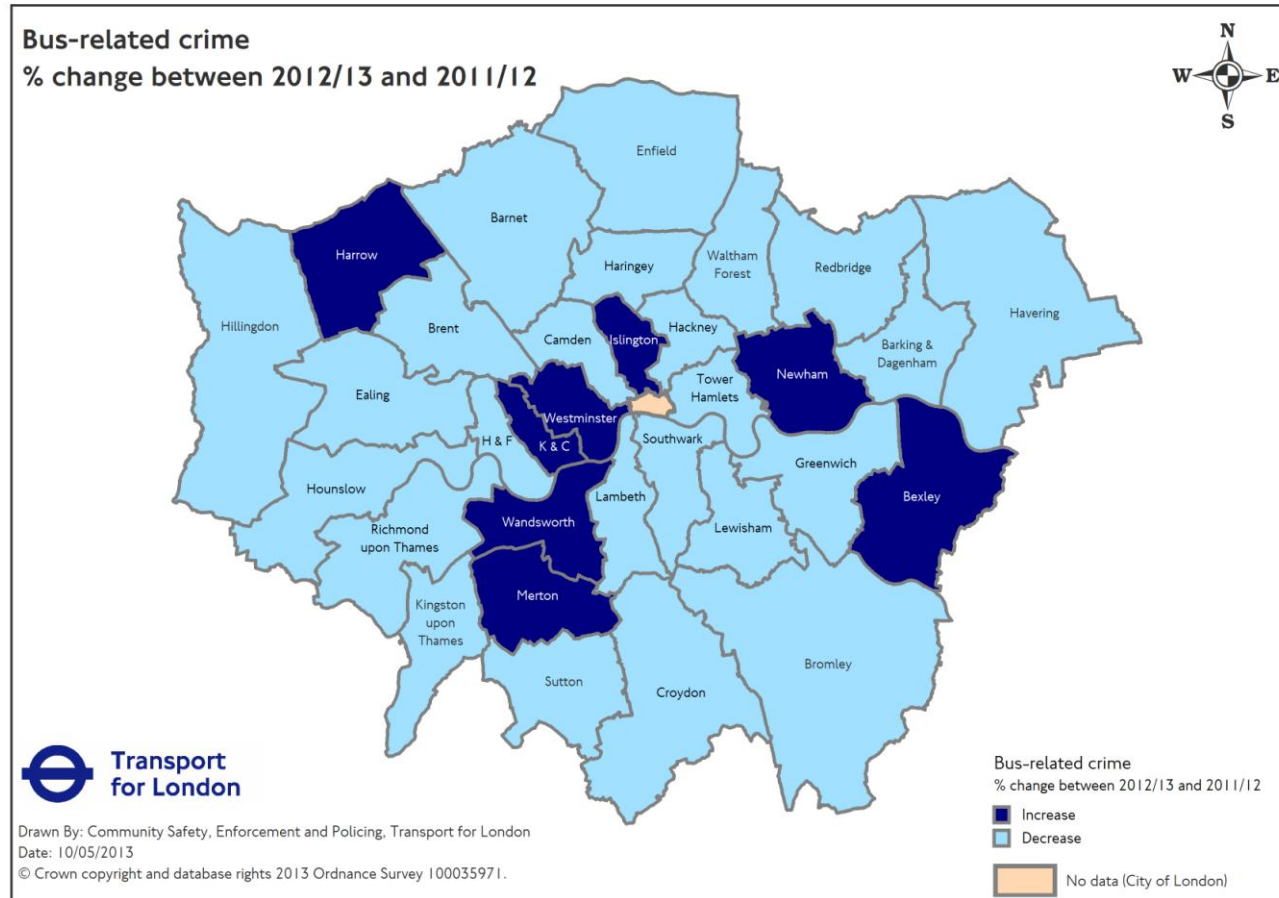 Bus-related crime
% change between 2012/13 and 2011/12
N
W
E
S
Enfield
Barnet
Harrow
Haringey
Waltham
Forest
Redbridge
Havering
Hillingdon
Brent
Camden
Islington
Hackney
Barking &
Dagenham
Newham
Tower
Hamlets
Ealing
Westminster
H & F
K & C
Southwark
Greenwich
Hounslow
Bexley
Lambeth
Wandsworth
Richmond
upon Thames
Lewisham
Merton
Kingston
upon
Thames
Sutton
Croydon
Bromley
Transport
for London
Drawn By: Community Safety, Enforcement and Policing, Transport for London
Date: 10/05/2013
© Crown copyright and database rights 2013 Ordnance Survey 100035971.
Bus-related crime
% change between 2012/13 and 2011/12
Increase
Decrease
No data (City of London)